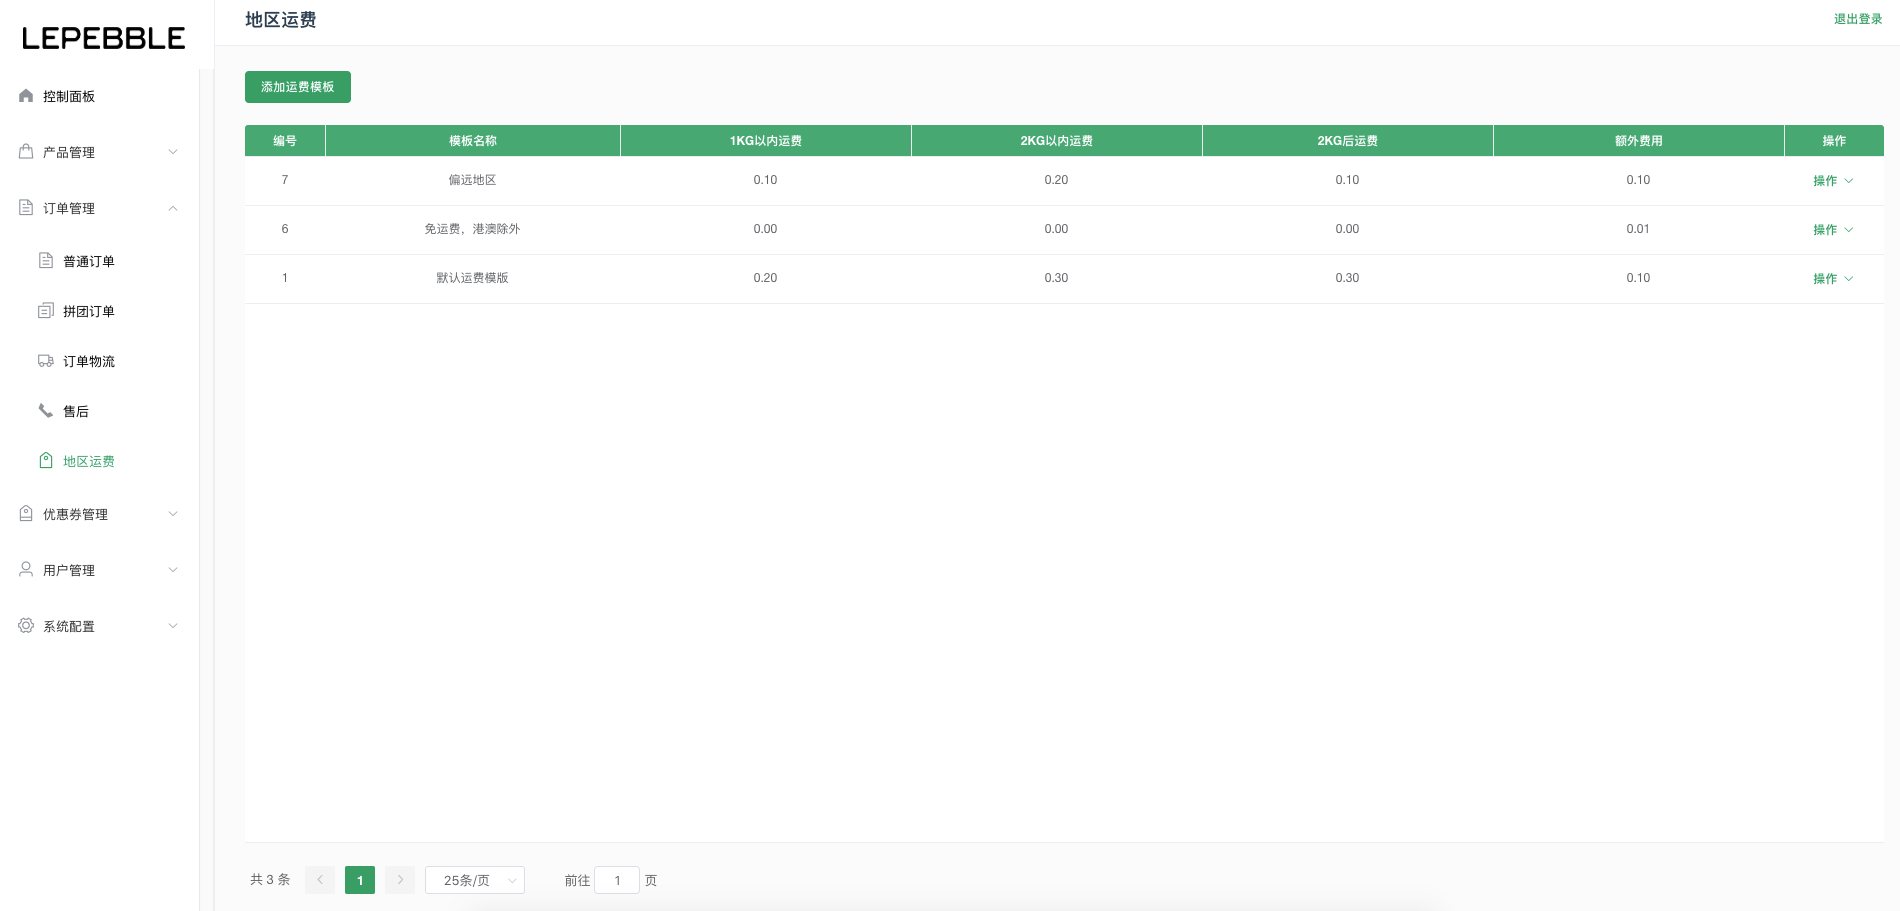 LEPEBBLE
控制面板
产品管理
订单管理
普通订单
拼团订单
订单物流
售后
地区运费
优惠券管理
用户管理
系统配置
地区运费
退出登录
添加运费模板
编号 模板名称 1KG以内运费 2KG以内运费 2KG后运费 额外费用 操作
7 偏远地区 0.10 0.20 0.10 0.10 操作
6 免运费，港澳除外 0.00 0.00 0.00 0.01 操作
1 默认运费模版 0.20 0.30 0.30 0.10 操作
共 3 条 1 25条/页 前往 1 页